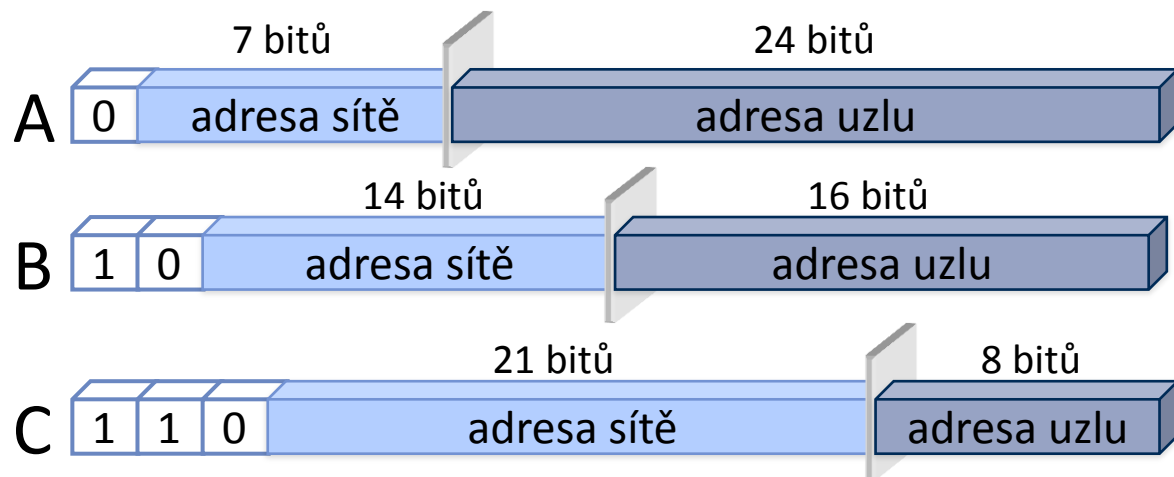 7 bitů 24 bitů
A 0 adresa sítě adresa uzlu
14 bitů 16 bitů
B 1 0 adresa sítě adresa uzlu
21 bitů 8 bitů
C 1 1 0 adresa sítě adresa uzlu